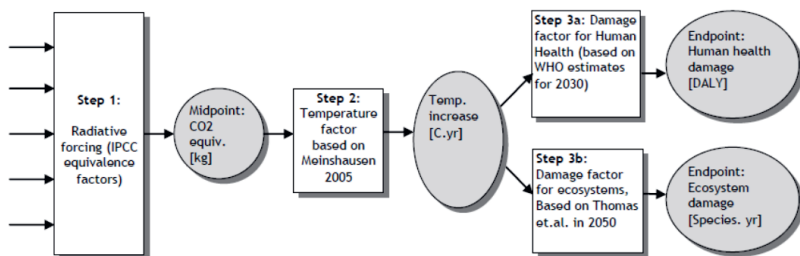 Step 1:
Radiative
forcing (IPCC
equivalence
factors)
Midpoint:
CO2
equiv.
[kg]
Step 2:
Temperature
factor
based on
Meinshausen
2005
Temp.
increase
[C.yr]
Step 3a: Damage
factor for Human
Health (based on
WHO estimates
for 2030)
Endpoint:
Human health
damage
[DALY]
Step 3b:
Damage factor
for ecosystems,
Based on Thomas
et.al. in 2050
Endpoint:
Ecosystem
damage
[Species. yr]